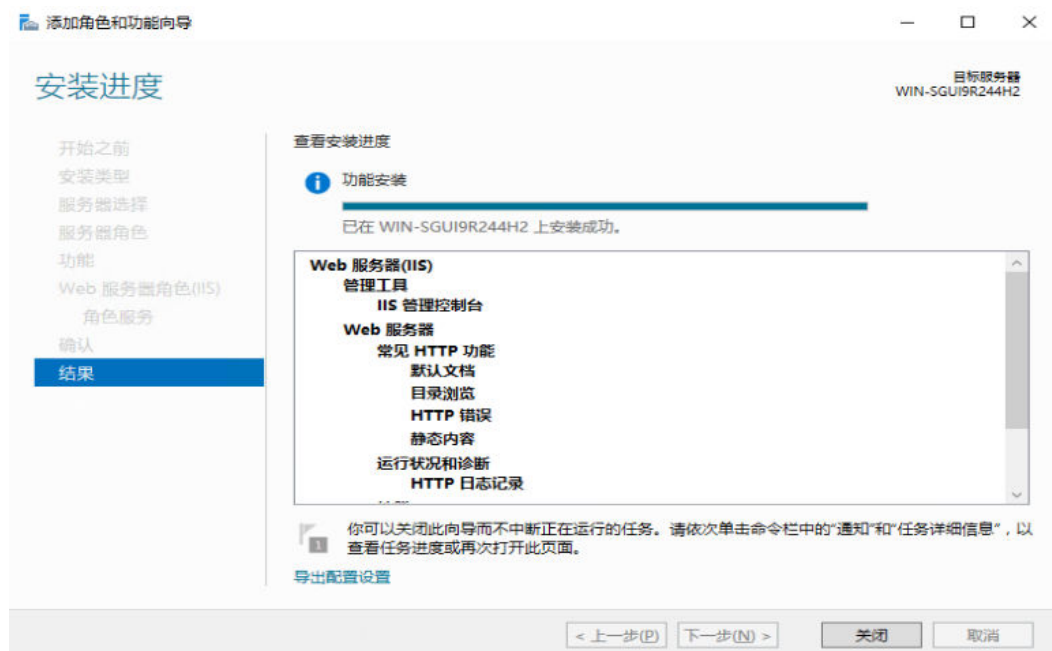 添加角色和功能向导
安装进度
目标服务器
WIN-SGUI9R244H2
开始之前
安装类型
服务器选择
服务器角色
功能
Web 服务器角色(IIS)
角色服务
确认
结果
查看安装进度
功能安装
已在 WIN-SGUI9R244H2 上安装成功。
Web 服务器(IIS)
管理工具
IIS 管理控制台
Web 服务器
常见 HTTP 功能
默认文档
目录浏览
HTTP 错误
静态内容
运行状况和诊断
HTTP 日志记录
1
你可以关闭此向导而不中断正在运行的任务。请依次单击命令栏中的“通知”和“任务详细信息”，以
查看任务进度或再次打开此页面。
导出配置设置
< 上一步(P)
下一步(N) >
关闭
取消